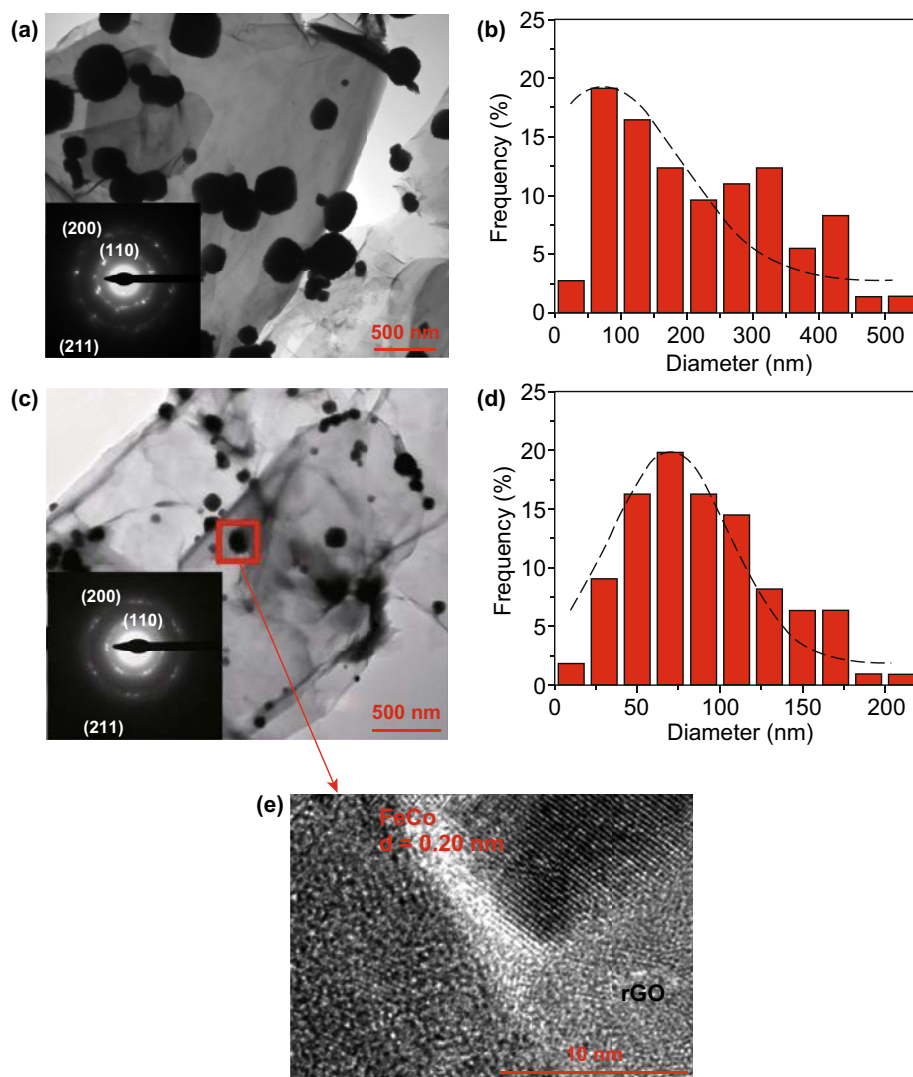 (a)
(200)
(110)
(211)
500 nm
(b)
25
20
15
10
5
0
Frequency (%)
0 100 200 300 400 500
Diameter (nm)
(c)
(200)
(110)
(211)
500 nm
(d)
25
20
15
10
5
0
Frequency (%)
0 50 100 150 200
Diameter (nm)
(e)
FeCo
d = 0.20 nm
rGO
10 nm